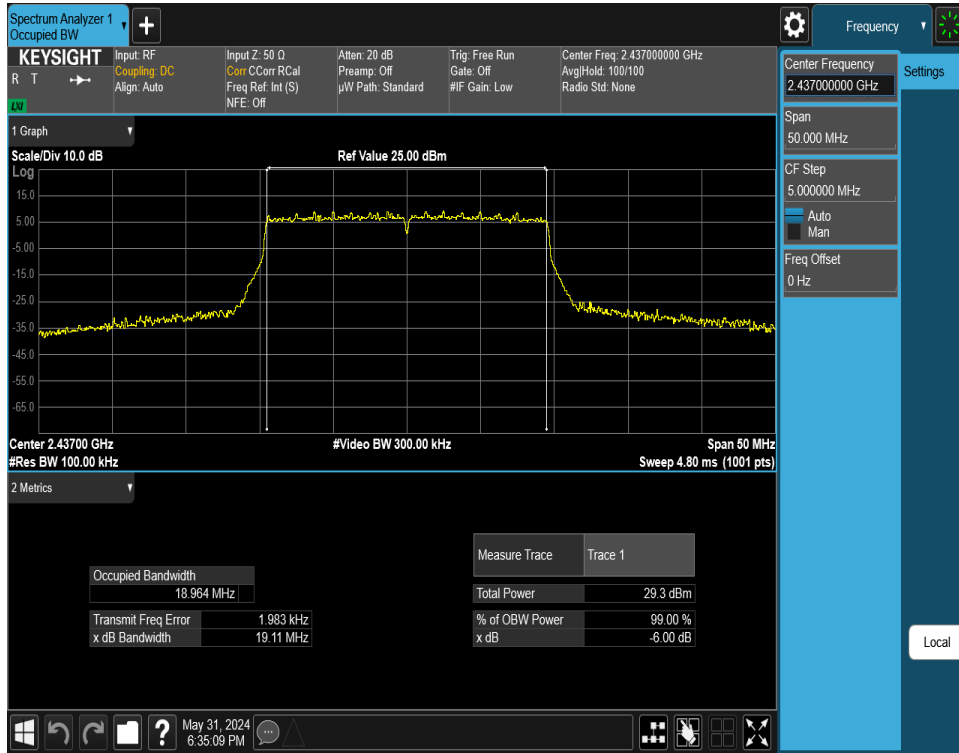 Spectrum Analyzer 1
Occupied BW
Frequency
KEYSIGHT
R T
LXI
Input: RF
Coupling: DC
Align: Auto
Input Z: 50 Ω
Corr CCorr RCal
Freq Ref: Int (S)
NFE: Off
Atten: 20 dB
Preamp: Off
µW Path: Standard
Trig: Free Run
Gate: Off
#IF Gain: Low
Center Freq: 2.437000000 GHz
Avg|Hold: 100/100
Radio Std: None
Center Frequency
2.437000000 GHz
Settings
Span
50.000 MHz
CF Step
5.000000 MHz
Auto
Man
Freq Offset
0 Hz
Local
1 Graph
Scale/Div 10.0 dB
Ref Value 25.00 dBm
Log
15.0
5.00
-5.00
-15.0
-25.0
-35.0
-45.0
-55.0
-65.0
Center 2.43700 GHz
#Video BW 300.00 kHz
Span 50 MHz
#Res BW 100.00 kHz
Sweep 4.80 ms (1001 pts)
2 Metrics
Measure Trace Trace 1
Occupied Bandwidth
18.964 MHz
Total Power 29.3 dBm
Transmit Freq Error 1.983 kHz
% of OBW Power 99.00 %
x dB Bandwidth 19.11 MHz
x dB -6.00 dB
?
May 31, 2024
6:35:09 PM